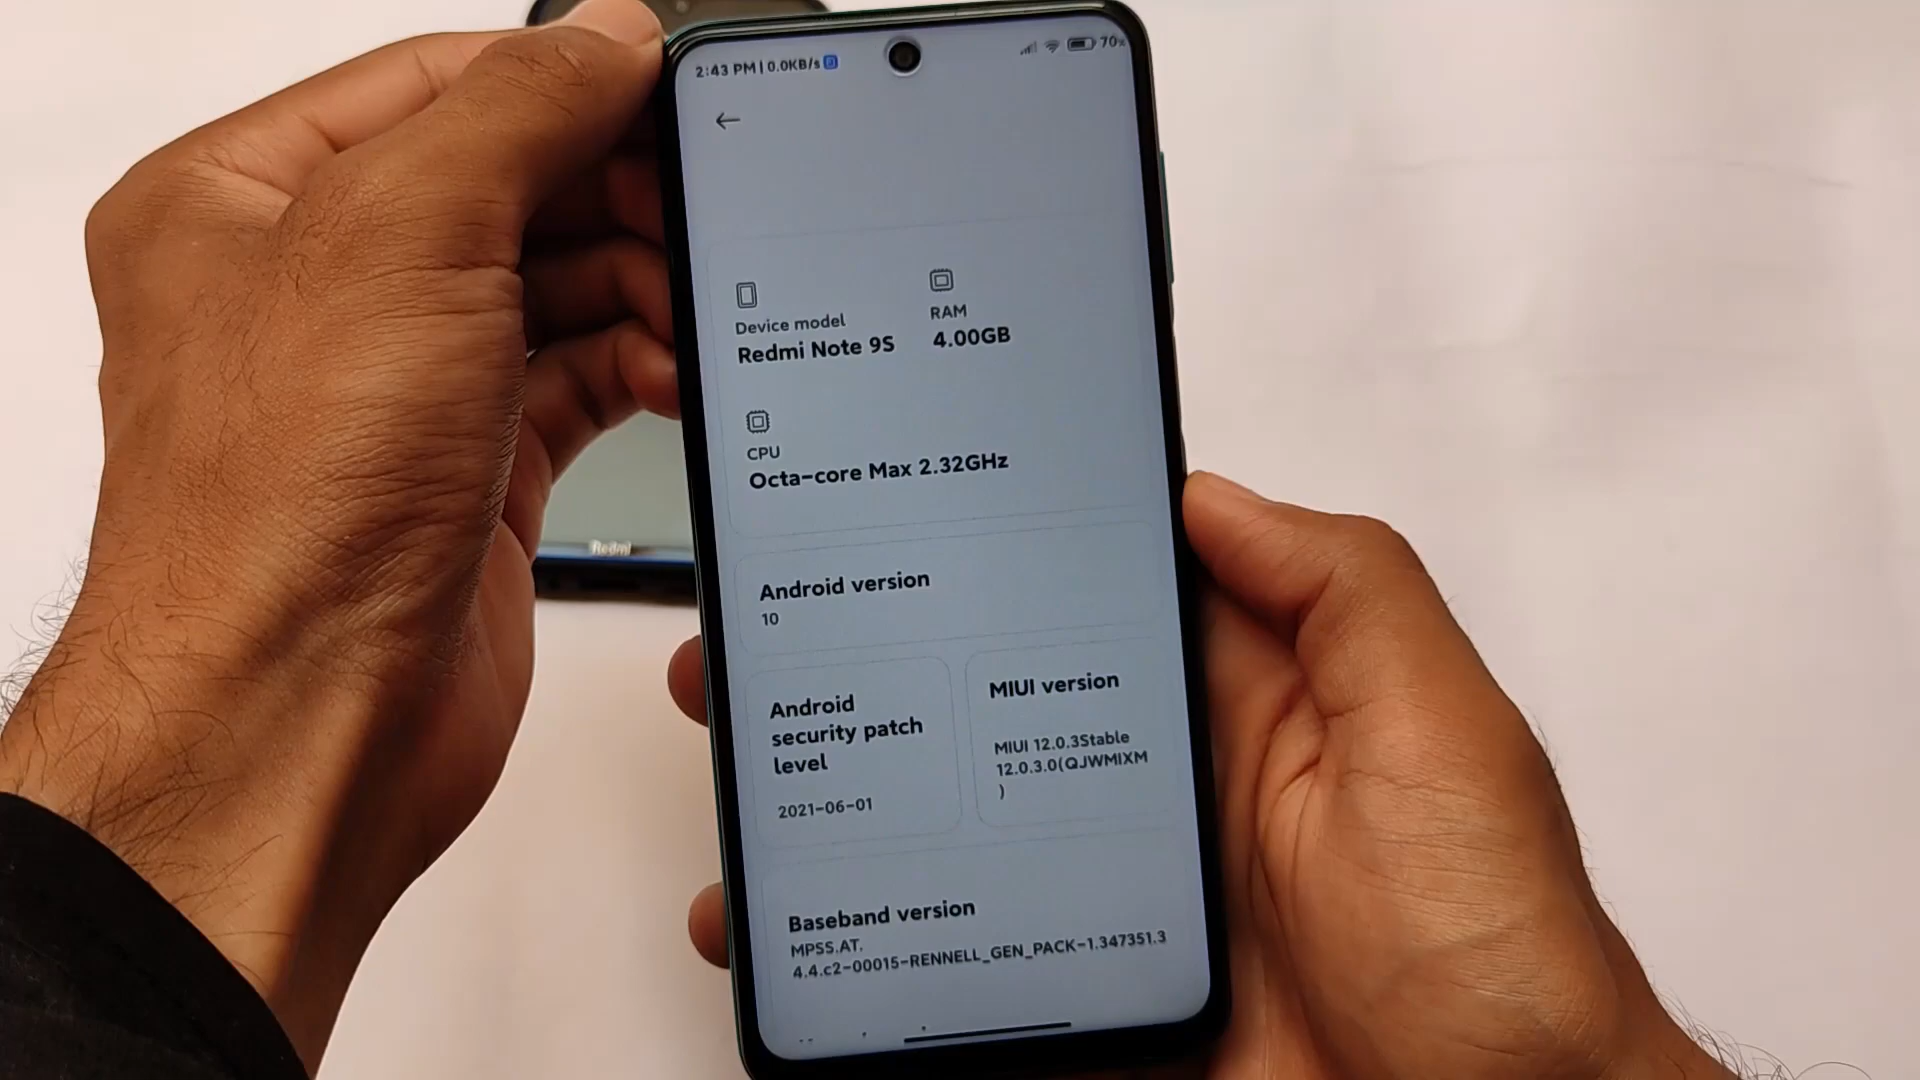 2:43 PM | 0.0KB/s
70%
Device model
Redmi Note 9S
RAM
4.00GB
CPU
Octa-core Max 2.32GHz
Android version
10
Android
security patch
level
2021-06-01
MIUI version
MIUI 12.0.3Stable
12.0.3.0(QJWMIXM
)
Baseband version
MPSS.AT.
4.4.c2-00015-RENNELL_GEN_PACK-1.347351.3
Redmi